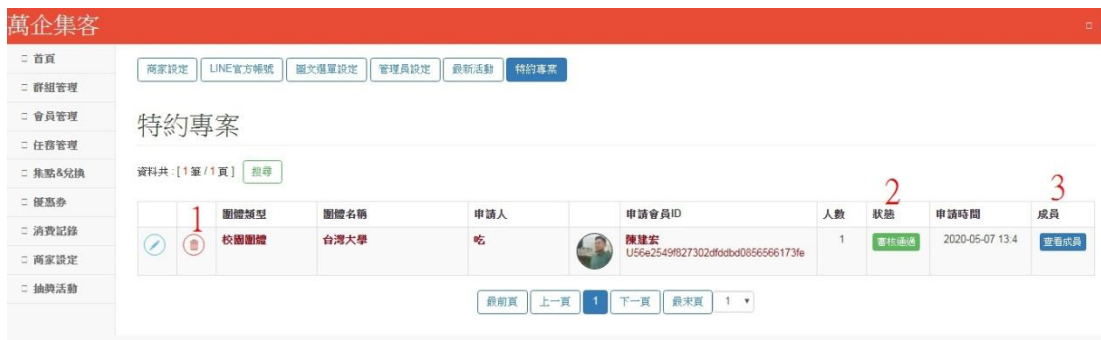 萬企集客
首頁
群組管理
會員管理
任務管理
集點&兌換
優惠券
消費記錄
商家設定
抽獎活動
商家設定 LINE官方帳號 圖文選單設定 管理員設定 最新活動 特約專案
特約專案
資料共 : [ 1 筆 / 1 頁 ] 搜尋
1 2 3
團體類型 團體名稱 申請人 申請會員ID 人數 狀態 申請時間 成員
校園團體 台灣大學 吃 陳建宏 1 審核通過 2020-05-07 13:4 查看成員
U56e2549f827302dfddbd0856566173fe
最前頁 上一頁 1 下一頁 最末頁 1